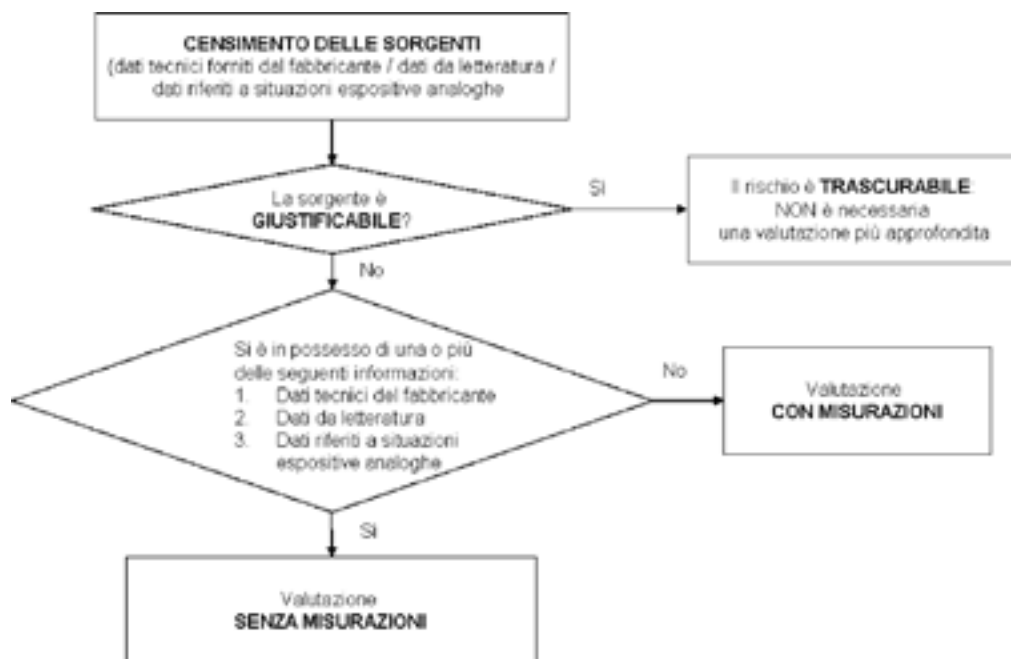 CENSIMENTO DELLE SORGENTI
(dati tecnici forniti dal fabbricante / dati da letteratura /
dati riferiti a situazioni espositive analoghe
La sorgente è
GIUSTIFICABILE?
Sì
Il rischio è TRASCURABILE:
NON è necessaria
una valutazione più approfondita
No
Si è in possesso di una o più
delle seguenti informazioni:
1. Dati tecnici del fabbricante
2. Dati da letteratura
3. Dati riferiti a situazioni
espositive analoghe
No
Valutazione
CON MISURAZIONI
Sì
Valutazione
SENZA MISURAZIONI